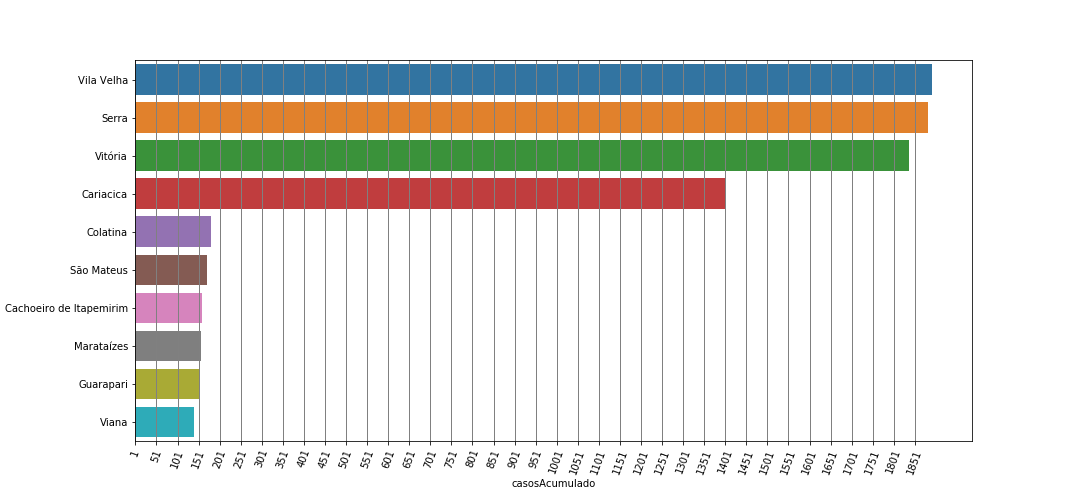 Vila Velha
Serra
Vitória
Cariacica
Colatina
São Mateus
Cachoeiro de Itapemirim
Marataízes
Guarapari
Viana
1 51 101 151 201 251 301 351 401 451 501 551 601 651 701 751 801 851 901 951 1001 1051 1101 1151 1201 1251 1301 1351 1401 1451 1501 1551 1601 1651 1701 1751 1801 1851
casosAcumulado